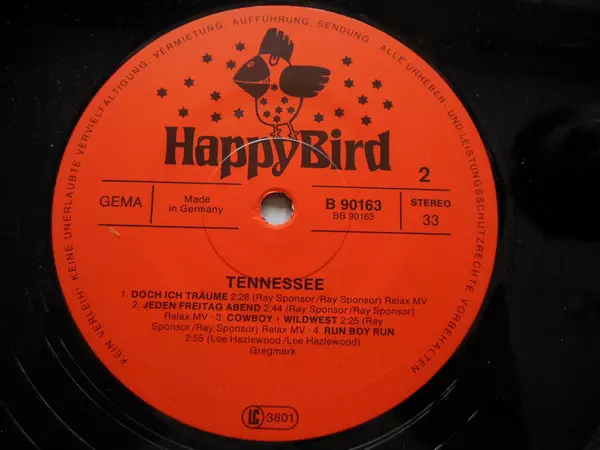 KEIN VERLEIH! KEINE UNERLAUBTE VERVIELFÄLTIGUNG, VERMIETUNG, AUFFÜHRUNG, SENDUNG. ALLE URHEBER- UND LEISTUNGSSCHUTZRECHTE VORBEHALTEN.
HappyBird
2
GEMA
Made
in Germany
B 90163
BB 90163
STEREO
33
TENNESSEE
1. DOCH ICH TRÄUME 2:28 (Ray Sponsor/Ray Sponsor) Relax MV
2. JEDEN FREITAG ABEND 2:44 (Ray Sponsor/Ray Sponsor)
Relax MV · 3. COWBOY + WILDWEST 2:25 (Ray
Sponsor/Ray Sponsor) Relax MV · 4. RUN BOY RUN
2:55 (Lee Hazlewood/Lee Hazlewood)
Gregmark
LC 3801